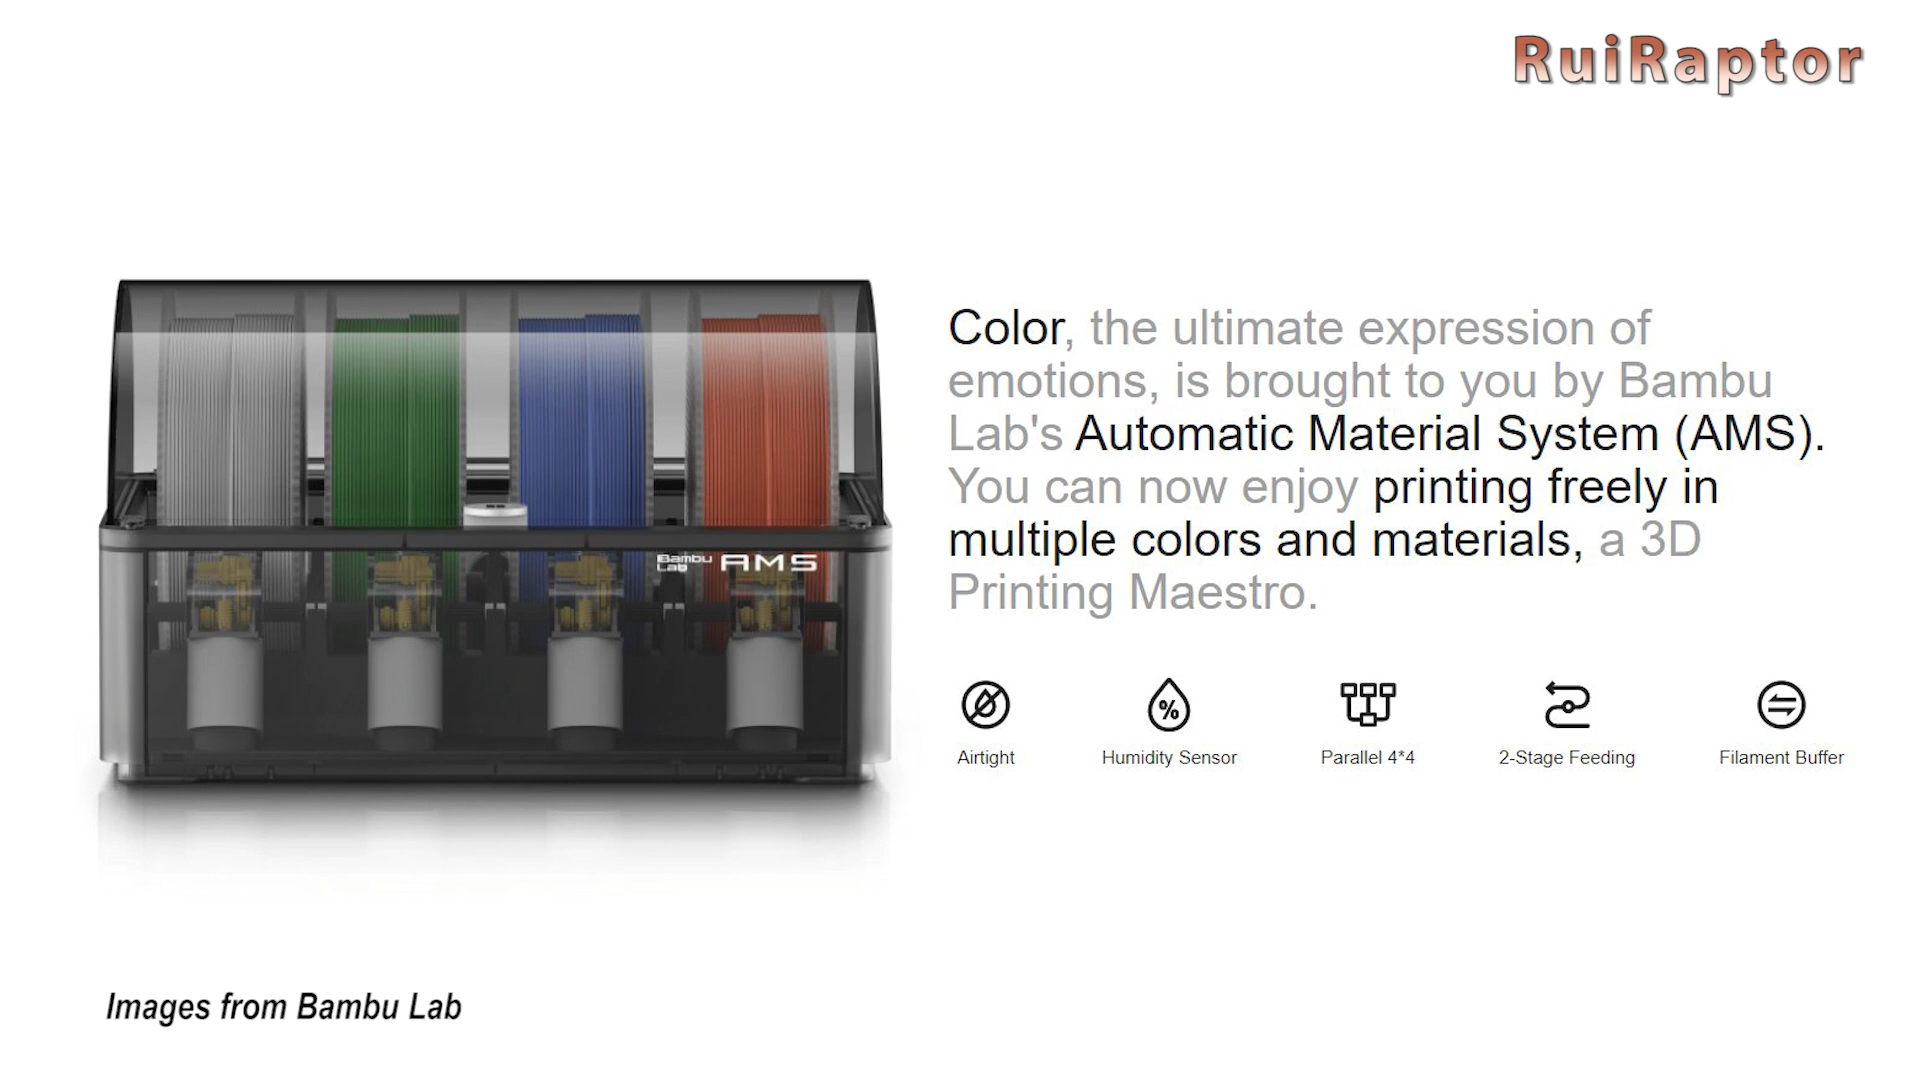 RuiRaptor
Color, the ultimate expression of
emotions, is brought to you by Bambu
Lab's Automatic Material System (AMS).
You can now enjoy printing freely in
multiple colors and materials, a 3D
Printing Maestro.
Bambu
Lab AMS
%
Airtight
Humidity Sensor
Parallel 4*4
2-Stage Feeding
Filament Buffer
Images from Bambu Lab